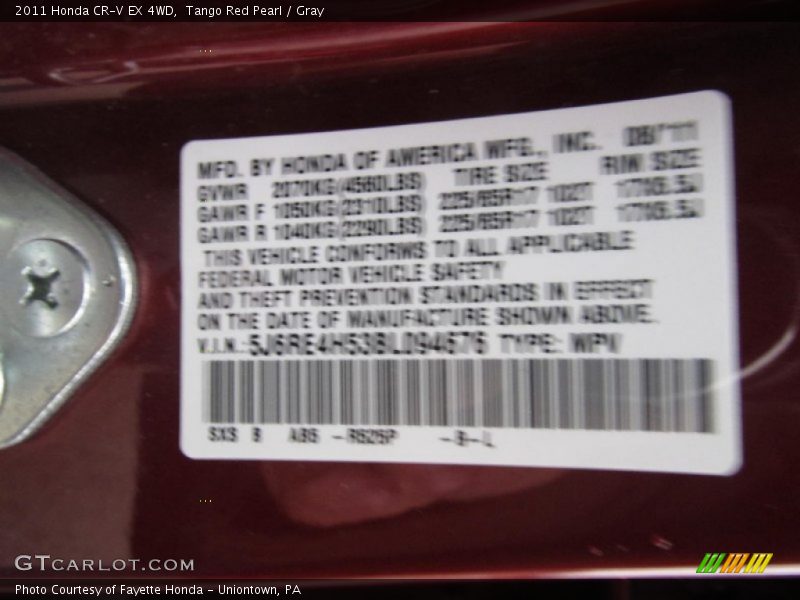 2011 Honda CR-V EX 4WD, Tango Red Pearl / Gray
MFD. BY HONDA OF AMERICA MFG., INC. 08/11
GVWR 2070KG(4560LBS) TIRE SIZE RIM SIZE
GAWR F 1050KG(2310LBS) 225/65R17 102T 17X6.5J
GAWR R 1040KG(2290LBS) 225/65R17 102T 17X6.5J
THIS VEHICLE CONFORMS TO ALL APPLICABLE
FEDERAL MOTOR VEHICLE SAFETY
AND THEFT PREVENTION STANDARDS IN EFFECT
ON THE DATE OF MANUFACTURE SHOWN ABOVE.
V.I.N.: 5J6RE4H53BL094676 TYPE: MPV
SXS B - R525P -B-L
GTCARLOT.COM
Photo Courtesy of Fayette Honda - Uniontown, PA